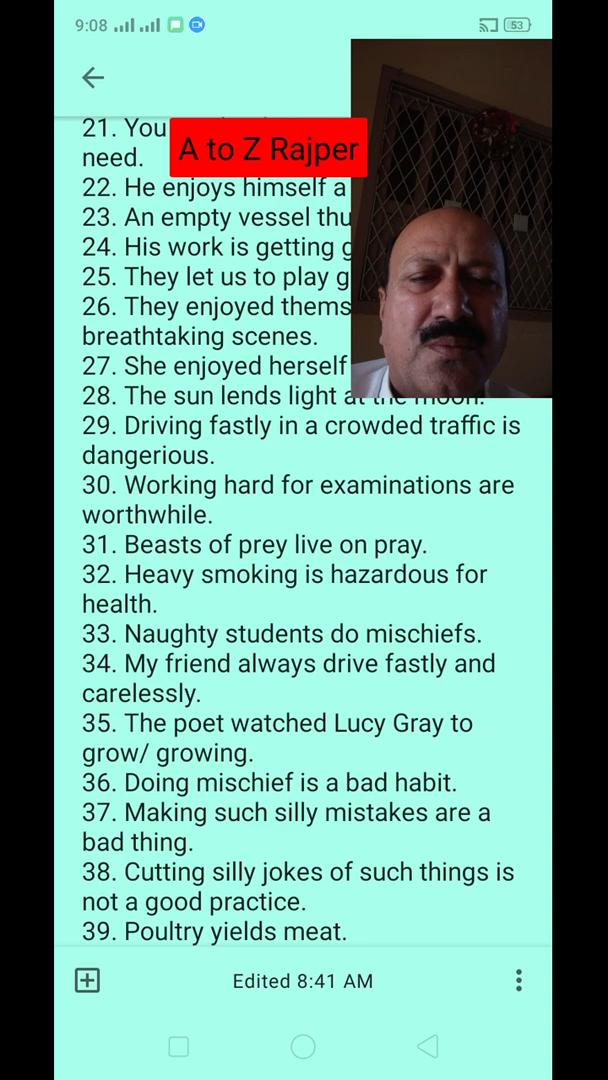 9:08
53
21. You
need.
A to Z Rajper
22. He enjoys himself a
23. An empty vessel thu
24. His work is getting g
25. They let us to play g
26. They enjoyed thems
breathtaking scenes.
27. She enjoyed herself
28. The sun lends light at the moon.
29. Driving fastly in a crowded traffic is
dangerious.
30. Working hard for examinations are
worthwhile.
31. Beasts of prey live on pray.
32. Heavy smoking is hazardous for
health.
33. Naughty students do mischiefs.
34. My friend always drive fastly and
carelessly.
35. The poet watched Lucy Gray to
grow/ growing.
36. Doing mischief is a bad habit.
37. Making such silly mistakes are a
bad thing.
38. Cutting silly jokes of such things is
not a good practice.
39. Poultry yields meat.
Edited 8:41 AM